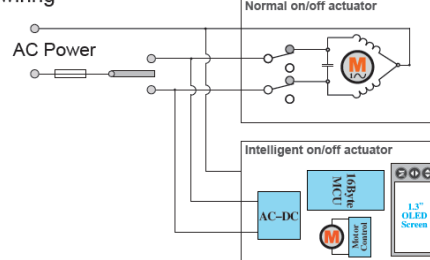 wiring
Normal on/off actuator
AC Power
M
Intelligent on/off actuator
16Byte
MCU
AC-DC
M
Motor
Control
1.3"
OLED
Screen